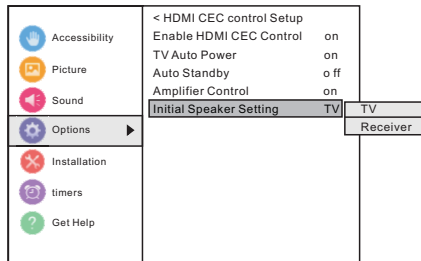 Accessibility
Picture
Sound
Options
Installation
timers
Get Help
< HDMI CEC control Setup
Enable HDMI CEC Control on
TV Auto Power on
Auto Standby o ff
Amplifier Control on
Initial Speaker Setting TV
TV
Receiver